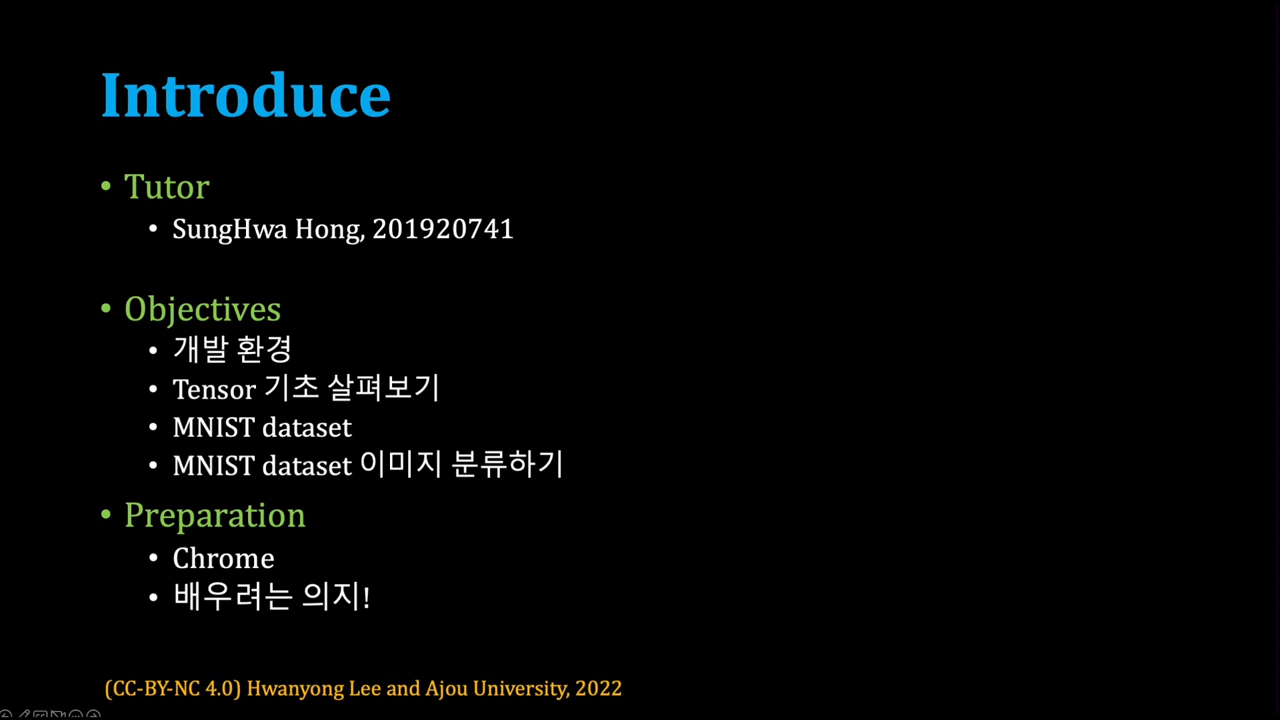 Introduce
• Tutor
• SungHwa Hong, 201920741
• Objectives
• 개발 환경
• Tensor 기초 살펴보기
• MNIST dataset
• MNIST dataset 이미지 분류하기
• Preparation
• Chrome
• 배우려는 의지!
(CC-BY-NC 4.0) Hwanyong Lee and Ajou University, 2022